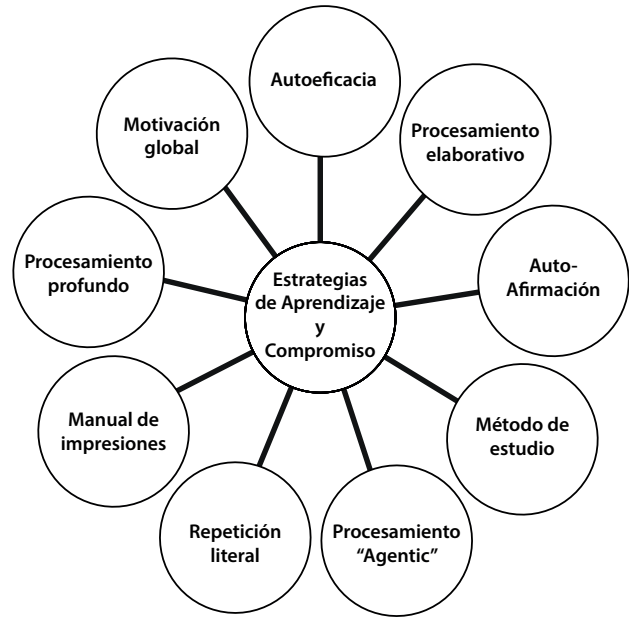 Autoeficacia
Procesamiento
elaborativo
Auto-
Afirmación
Método de
estudio
Procesamiento
“Agentic”
Repetición
literal
Manual de
impresiones
Procesamiento
profundo
Motivación
global
Estrategias
de Aprendizaje
y
Compromiso